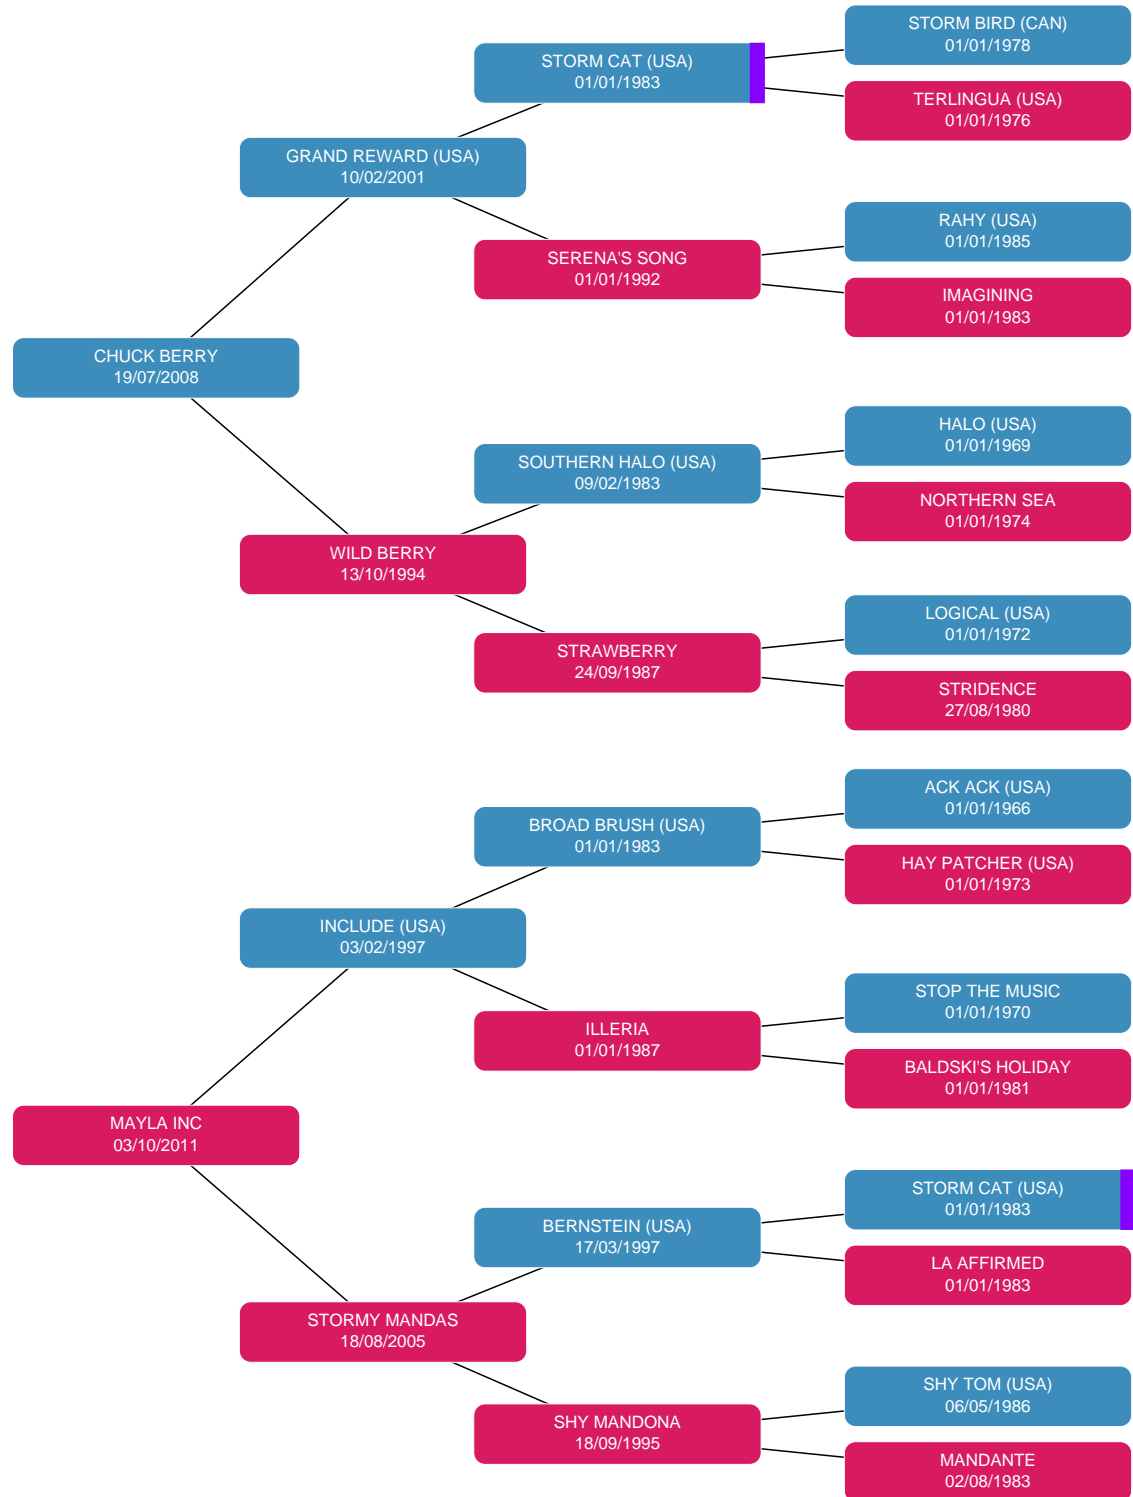 STORM BIRD (CAN)
01/01/1978
STORM CAT (USA)
01/01/1983
TERLINGUA (USA)
01/01/1976
GRAND REWARD (USA)
10/02/2001
RAHY (USA)
01/01/1985
SERENA'S SONG
01/01/1992
IMAGINING
01/01/1983
CHUCK BERRY
19/07/2008
HALO (USA)
01/01/1969
SOUTHERN HALO (USA)
09/02/1983
NORTHERN SEA
01/01/1974
WILD BERRY
13/10/1994
LOGICAL (USA)
01/01/1972
STRAWBERRY
24/09/1987
STRIDENCE
27/08/1980
ACK ACK (USA)
01/01/1966
BROAD BRUSH (USA)
01/01/1983
HAY PATCHER (USA)
01/01/1973
INCLUDE (USA)
03/02/1997
STOP THE MUSIC
01/01/1970
ILLERIA
01/01/1987
BALDSKI'S HOLIDAY
01/01/1981
MAYLA INC
03/10/2011
STORM CAT (USA)
01/01/1983
BERNSTEIN (USA)
17/03/1997
LA AFFIRMED
01/01/1983
STORMY MANDAS
18/08/2005
SHY TOM (USA)
06/05/1986
SHY MANDONA
18/09/1995
MANDANTE
02/08/1983